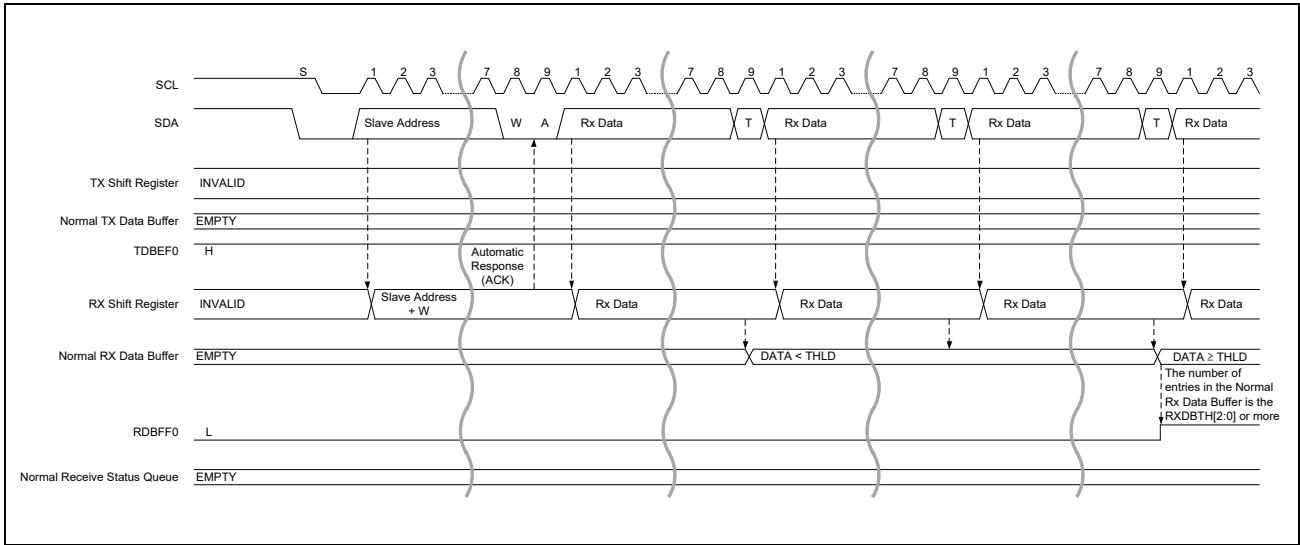 S 1 2 3 7 8 9 1 2 3 7 8 9 1 2 3 7 8 9 1 2 3 7 8 9 1 2 3
SCL
SDA Slave Address W A Rx Data T Rx Data T Rx Data T Rx Data
TX Shift Register INVALID
Normal TX Data Buffer EMPTY
TDBEF0 H
Automatic
Response
(ACK)
RX Shift Register INVALID Slave Address
+ W
Rx Data Rx Data Rx Data Rx Data
Normal RX Data Buffer EMPTY DATA < THLD DATA ≥ THLD
The number of
entries in the Normal
Rx Data Buffer is the
RXDBTH[2:0] or more
RDBFF0 L
Normal Receive Status Queue EMPTY